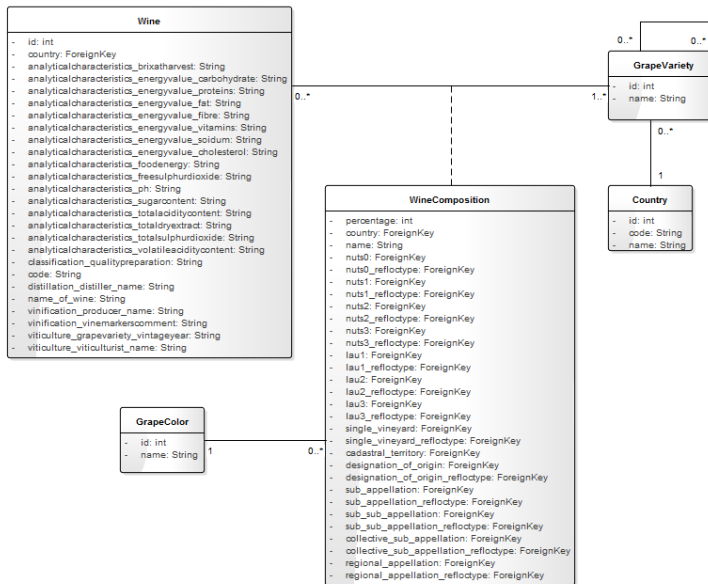 Wine
- id: int
- country: ForeignKey
- analyticalcharacteristics_brixatharvest: String
- analyticalcharacteristics_energyvalue_carbohydrate: String
- analyticalcharacteristics_energyvalue_proteins: String
- analyticalcharacteristics_energyvalue_fat: String
- analyticalcharacteristics_energyvalue_fibre: String
- analyticalcharacteristics_energyvalue_vitamins: String
- analyticalcharacteristics_energyvalue_soidum: String
- analyticalcharacteristics_energyvalue_cholesterol: String
- analyticalcharacteristics_foodenergy: String
- analyticalcharacteristics_freesulphurdioxide: String
- analyticalcharacteristics_ph: String
- analyticalcharacteristics_sugarcontent: String
- analyticalcharacteristics_totalaciditycontent: String
- analyticalcharacteristics_totaldryextract: String
- analyticalcharacteristics_totalsulphurdioxide: String
- analyticalcharacteristics_volatileaciditycontent: String
- classification_qualitypreparation: String
- code: String
- distillation_distiller_name: String
- name_of_wine: String
- vinification_producer_name: String
- vinification_vinemarkerscomment: String
- viticulture_grapevariety_vintageyear: String
- viticulture_viticulturist_name: String
0..*
1..*
0..*
0..*
GrapeVariety
- id: int
- name: String
0..*
1
Country
- id: int
- code: String
- name: String
WineComposition
- percentage: int
- country: ForeignKey
- name: String
- nuts0: ForeignKey
- nuts0_refloctype: ForeignKey
- nuts1: ForeignKey
- nuts1_refloctype: ForeignKey
- nuts2: ForeignKey
- nuts2_refloctype: ForeignKey
- nuts3: ForeignKey
- nuts3_refloctype: ForeignKey
- lau1: ForeignKey
- lau1_refloctype: ForeignKey
- lau2: ForeignKey
- lau2_refloctype: ForeignKey
- lau3: ForeignKey
- lau3_refloctype: ForeignKey
- single_vineyard: ForeignKey
- single_vineyard_refloctype: ForeignKey
- cadastral_territory: ForeignKey
- designation_of_origin: ForeignKey
- designation_of_origin_refloctype: ForeignKey
- sub_appellation: ForeignKey
- sub_appellation_refloctype: ForeignKey
- sub_sub_appellation: ForeignKey
- sub_sub_appellation_refloctype: ForeignKey
- collective_sub_appellation: ForeignKey
- collective_sub_appellation_refloctype: ForeignKey
- regional_appellation: ForeignKey
- regional_appellation_refloctype: ForeignKey
GrapeColor
- id: int
- name: String
1
0..*